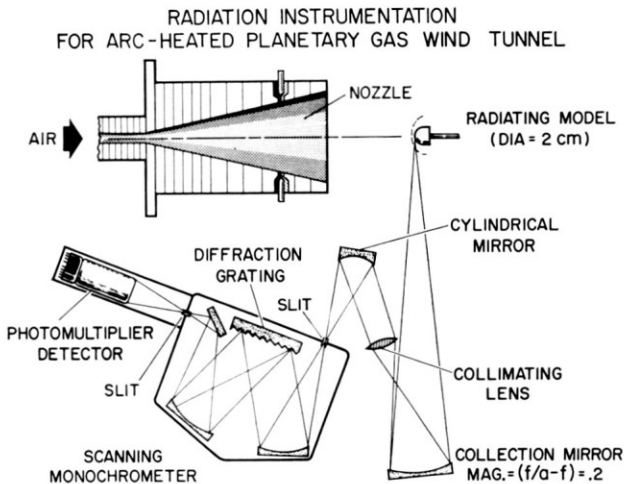 RADIATION INSTRUMENTATION
FOR ARC-HEATED PLANETARY GAS WIND TUNNEL
NOZZLE
AIR
RADIATING MODEL
(DIA = 2 cm)
CYLINDRICAL
MIRROR
DIFFRACTION
GRATING
SLIT
PHOTOMULTIPLIER
DETECTOR
SLIT
COLLIMATING
LENS
SCANNING
MONOCHROMETER
COLLECTION MIRROR
MAG.=(f/a-f)=.2